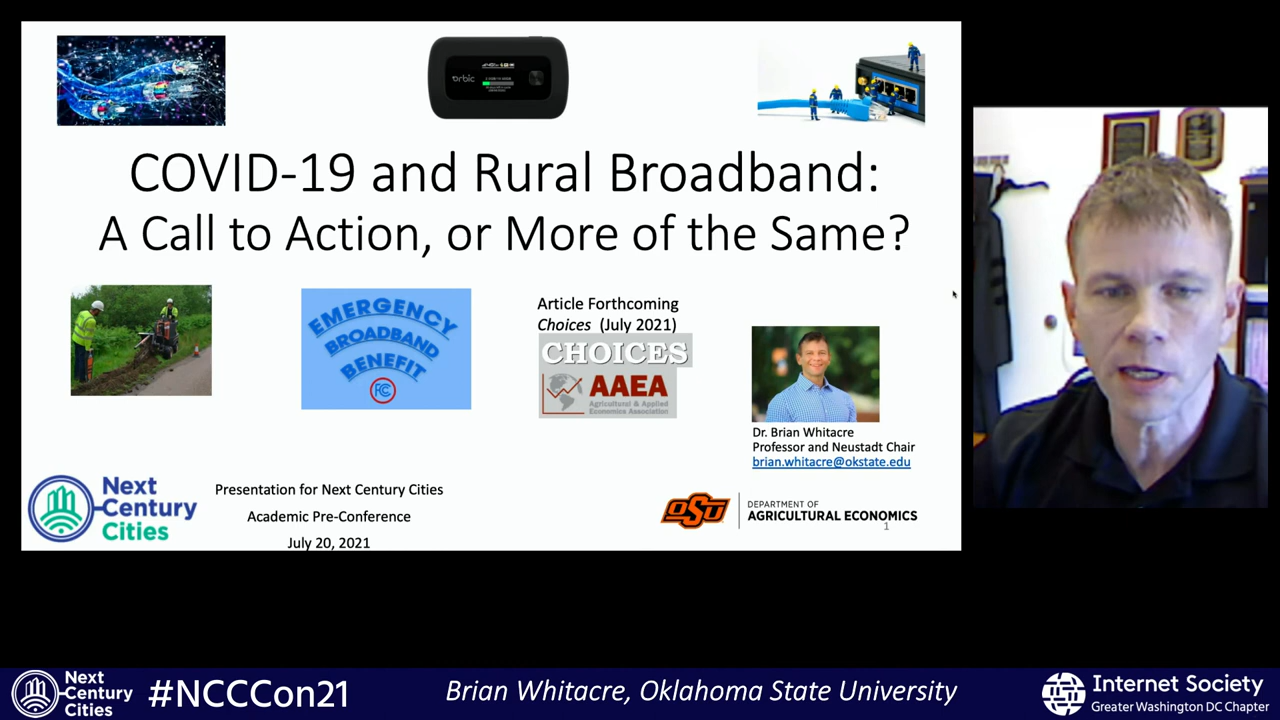 orbic
COVID-19 and Rural Broadband:
A Call to Action, or More of the Same?
EMERGENCY
BROADBAND
BENEFIT
FC
Article Forthcoming
Choices (July 2021)
CHOICES
AAEA
Agricultural & Applied
Economics Association
Dr. Brian Whitacre
Professor and Neustadt Chair
brian.whitacre@okstate.edu
Next
Century
Cities
Presentation for Next Century Cities
Academic Pre-Conference
July 20, 2021
OSU
DEPARTMENT OF
AGRICULTURAL ECONOMICS
1
Next
Century
Cities
#NCCCon21
Brian Whitacre, Oklahoma State University
Internet Society
Greater Washington DC Chapter